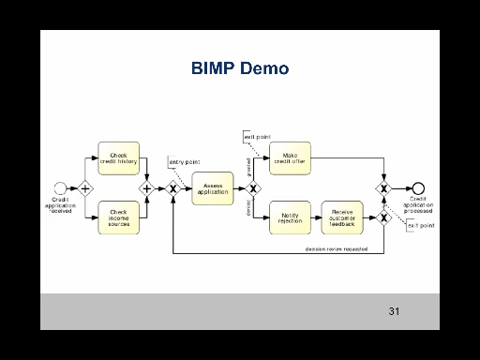 BIMP Demo
Check
credit history
exit point
Make
credit offer
entry point
granted
Assess
application
Credit
application
received
Credit
application
processed
denied
Check
income
sources
Notify
rejection
Receive
customer
feedback
exit point
decision review requested
31